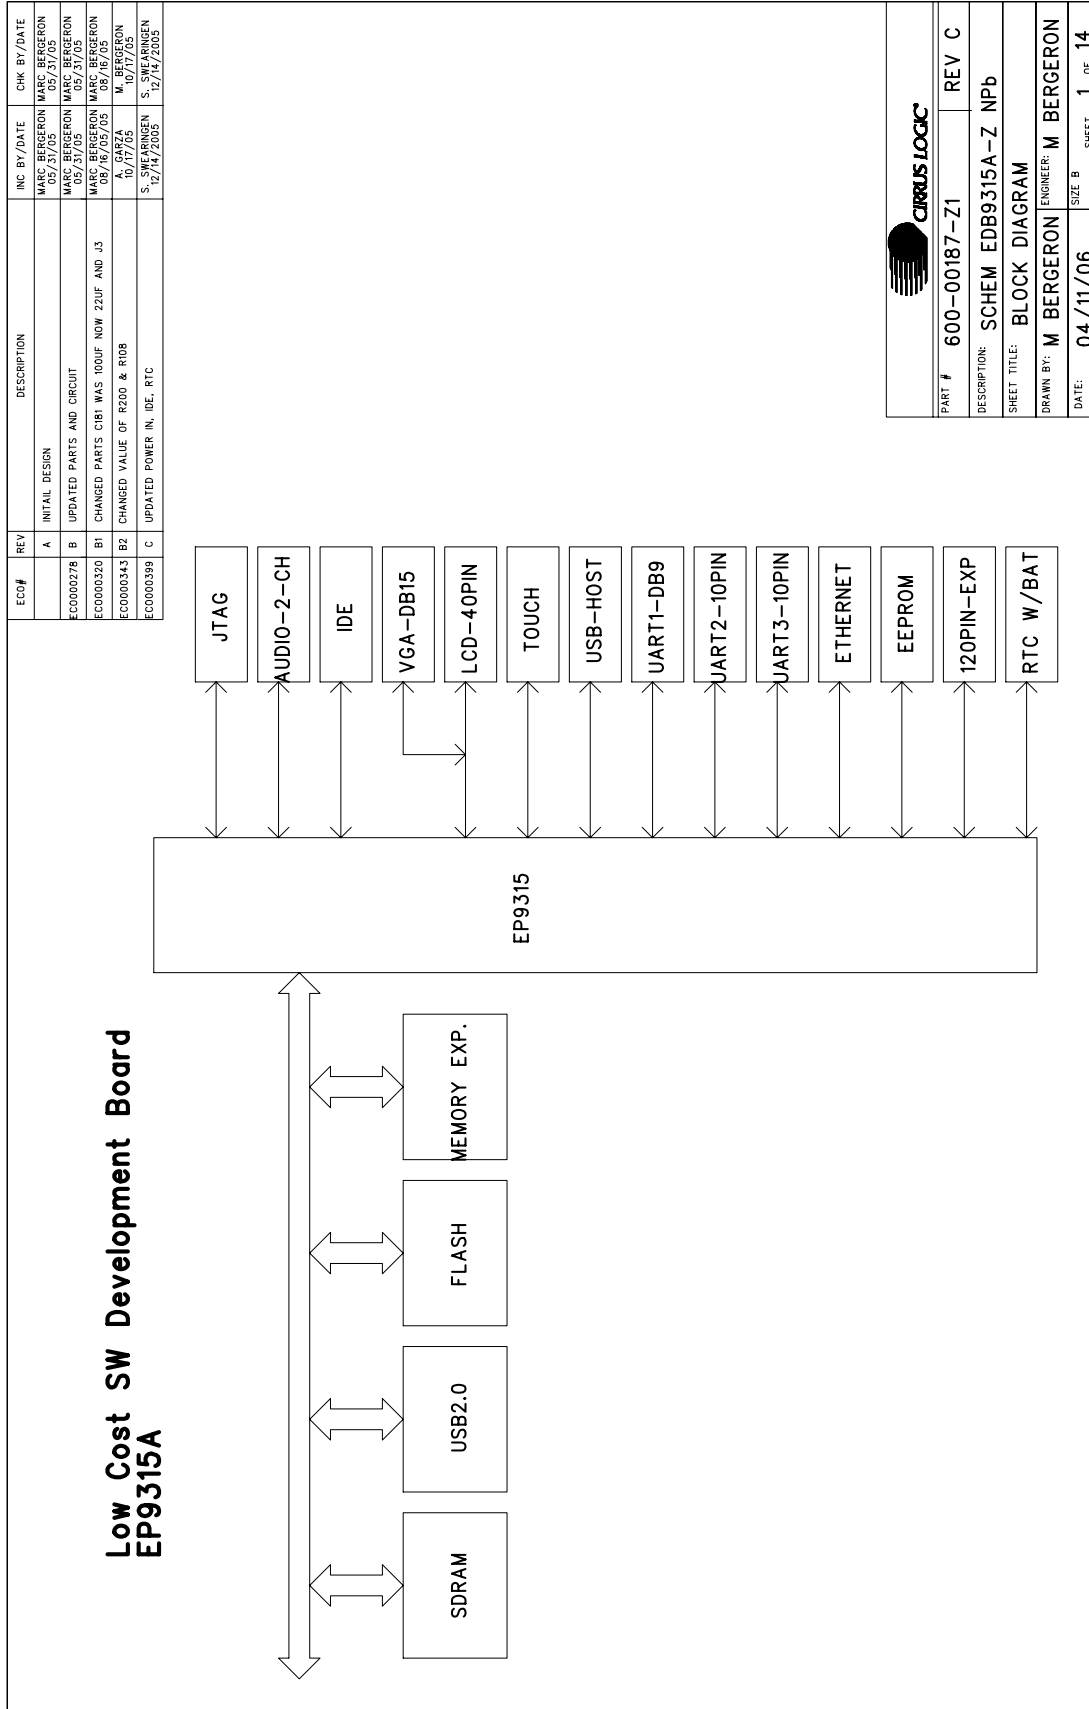 Low Cost SW Development Board
EP9315A
ECO# REV DESCRIPTION INC BY/DATE CHK BY/DATE
A INITAIL DESIGN MARC BERGERON 05/31/05 MARC BERGERON 05/31/05
ECO000278 B UPDATED PARTS AND CIRCUIT MARC BERGERON 05/31/05 MARC BERGERON 05/31/05
ECO000320 B1 CHANGED PARTS C181 WAS 100UF NOW 22UF AND J3 MARC BERGERON 08/16/05/05 MARC BERGERON 08/16/05
ECO000343 B2 CHANGED VALUE OF R200 & R108 A. GARZA 10/17/05 M. BERGERON 10/17/05
ECO000399 C UPDATED POWER IN, IDE, RTC S. SWEARINGEN 12/14/2005 S. SWEARINGEN 12/14/2005
JTAG
AUDIO-2-CH
IDE
VGA-DB15
LCD-40PIN
TOUCH
USB-HOST
UART1-DB9
UART2-10PIN
UART3-10PIN
ETHERNET
EEPROM
120PIN-EXP
RTC W/BAT
EP9315
SDRAM
USB2.0
FLASH
MEMORY EXP.
CIRRUS LOGIC
PART # 600-00187-Z1 REV C
DESCRIPTION: SCHEM EDB9315A-Z NPb
SHEET TITLE: BLOCK DIAGRAM
DRAWN BY: M BERGERON ENGINEER: M BERGERON
DATE: 04/11/06 SIZE B SHEET 1 OF 14